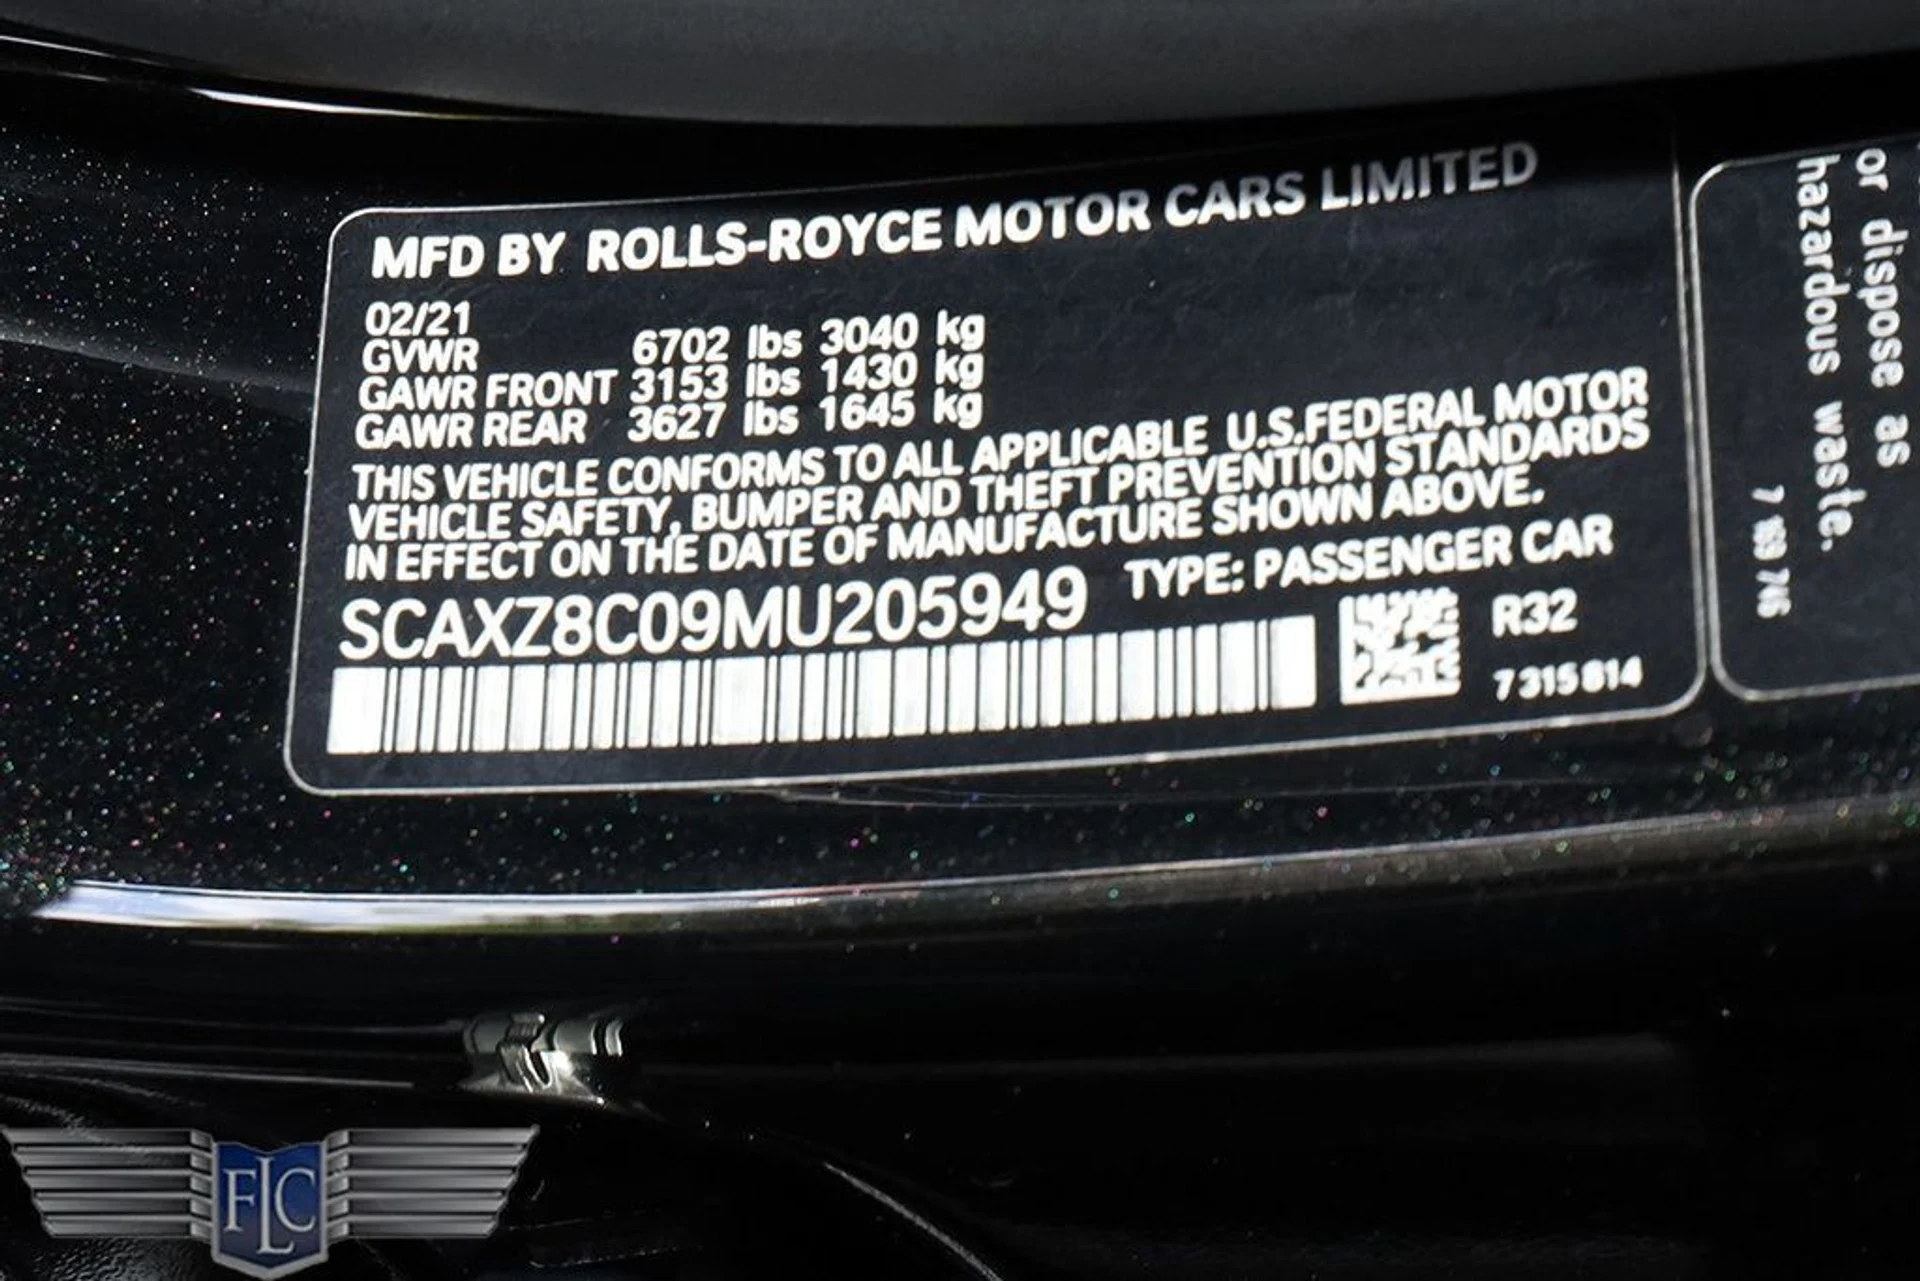 MFD BY ROLLS-ROYCE MOTOR CARS LIMITED
02/21
GVWR 6702 lbs 3040 kg
GAWR FRONT 3153 lbs 1430 kg
GAWR REAR 3627 lbs 1645 kg
THIS VEHICLE CONFORMS TO ALL APPLICABLE U.S.FEDERAL MOTOR
VEHICLE SAFETY, BUMPER AND THEFT PREVENTION STANDARDS
IN EFFECT ON THE DATE OF MANUFACTURE SHOWN ABOVE.
SCAXZ8C09MU205949 TYPE: PASSENGER CAR
R32
7 315 814
or dispose as
hazardous waste.
FLC